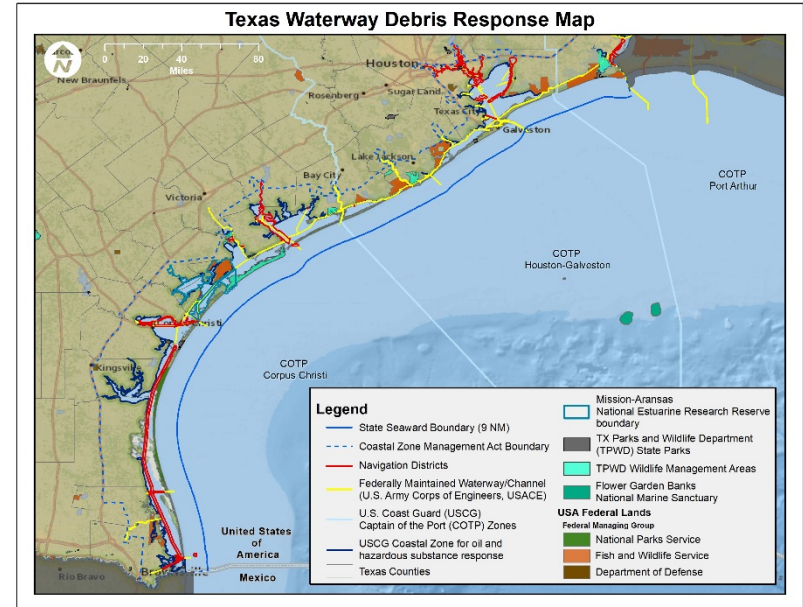 Texas Waterway Debris Response Map
N
0 20 40 80
Miles
New Braunfels
Houston
Sugar Land
Rosenberg
Texas City
Galveston
Lake Jackson
Bay City
Victoria
COTP
Port Arthur
COTP
Houston-Galveston
Kingsville
COTP
Corpus Christi
United States
of
America
Mexico
Río Bravo
Legend
State Seaward Boundary (9 NM)
Coastal Zone Management Act Boundary
Navigation Districts
Federally Maintained Waterway/Channel
(U.S. Army Corps of Engineers, USACE)
U.S. Coast Guard (USCG)
Captain of the Port (COTP) Zones
USCG Coastal Zone for oil and
hazardous substance response
Texas Counties
Mission-Aransas
National Estuarine Research Reserve
boundary
TX Parks and Wildlife Department
(TPWD) State Parks
TPWD Wildlife Management Areas
Flower Garden Banks
National Marine Sanctuary
USA Federal Lands
Federal Managing Group
National Parks Service
Fish and Wildlife Service
Department of Defense